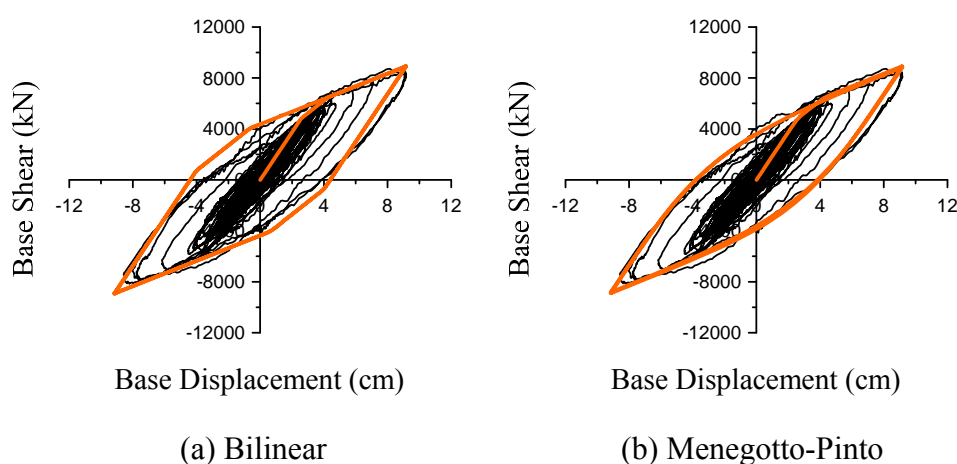 12000
8000
4000
-12 -8 -4 0 4 8 12
-8000
-12000
Base Shear (kN)
Base Displacement (cm)
(a) Bilinear
12000
8000
4000
-12 -8 -4 4 8 12
-8000
-12000
Base Shear (kN)
Base Displacement (cm)
(b) Menegotto-Pinto